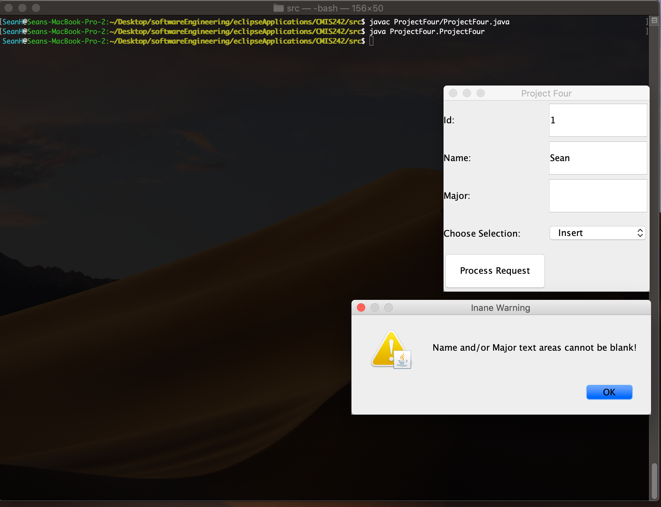 src — -bash — 156×50
[SeanH@Seans-MacBook-Pro-2:~/Desktop/softwareEngineering/eclipseApplications/CMIS242/src$ javac ProjectFour/ProjectFour.java ]
[SeanH@Seans-MacBook-Pro-2:~/Desktop/softwareEngineering/eclipseApplications/CMIS242/src$ java ProjectFour.ProjectFour ]
SeanH@Seans-MacBook-Pro-2:~/Desktop/softwareEngineering/eclipseApplications/CMIS242/src$
Project Four
Id: 1
Name: Sean
Major:
Choose Selection: Insert
Process Request
Inane Warning
Name and/or Major text areas cannot be blank!
OK